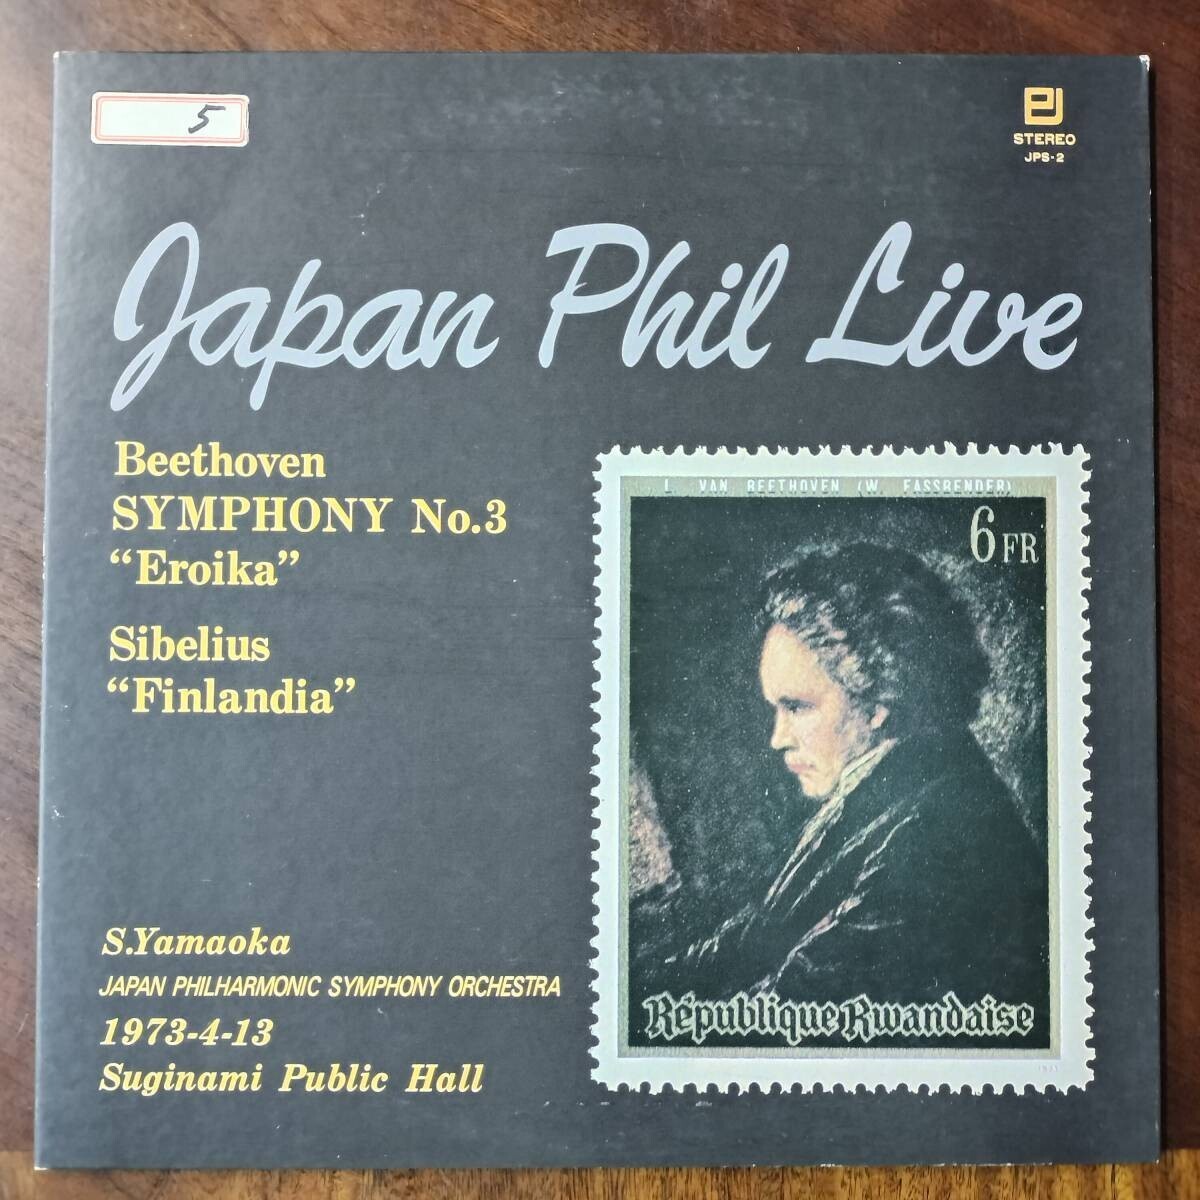 5
STEREO
JPS-2
Japan Phil Live
Beethoven
SYMPHONY No.3
“Eroika”
Sibelius
“Finlandia”
L. VAN BEETHOVEN (W. FASSBENDER)
6 FR
République Rwandaise
S.Yamaoka
JAPAN PHILHARMONIC SYMPHONY ORCHESTRA
1973-4-13
Suginami Public Hall